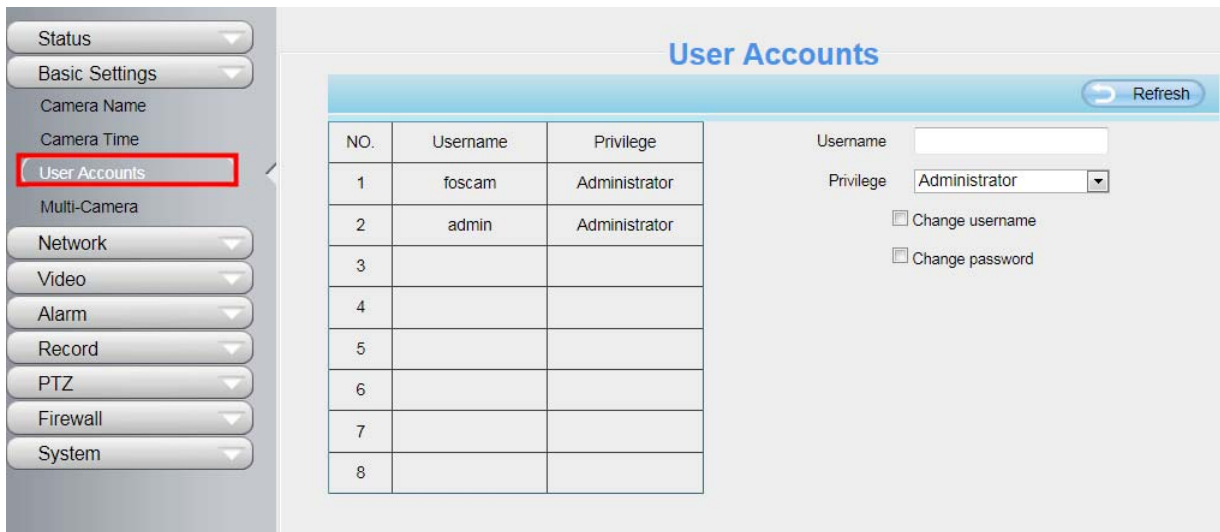 Status
Basic Settings
Camera Name
Camera Time
User Accounts
Multi-Camera
Network
Video
Alarm
Record
PTZ
Firewall
System
User Accounts
Refresh
NO. Username Privilege
1 foscam Administrator
2 admin Administrator
3
4
5
6
7
8
Username
Privilege Administrator
Change username
Change password